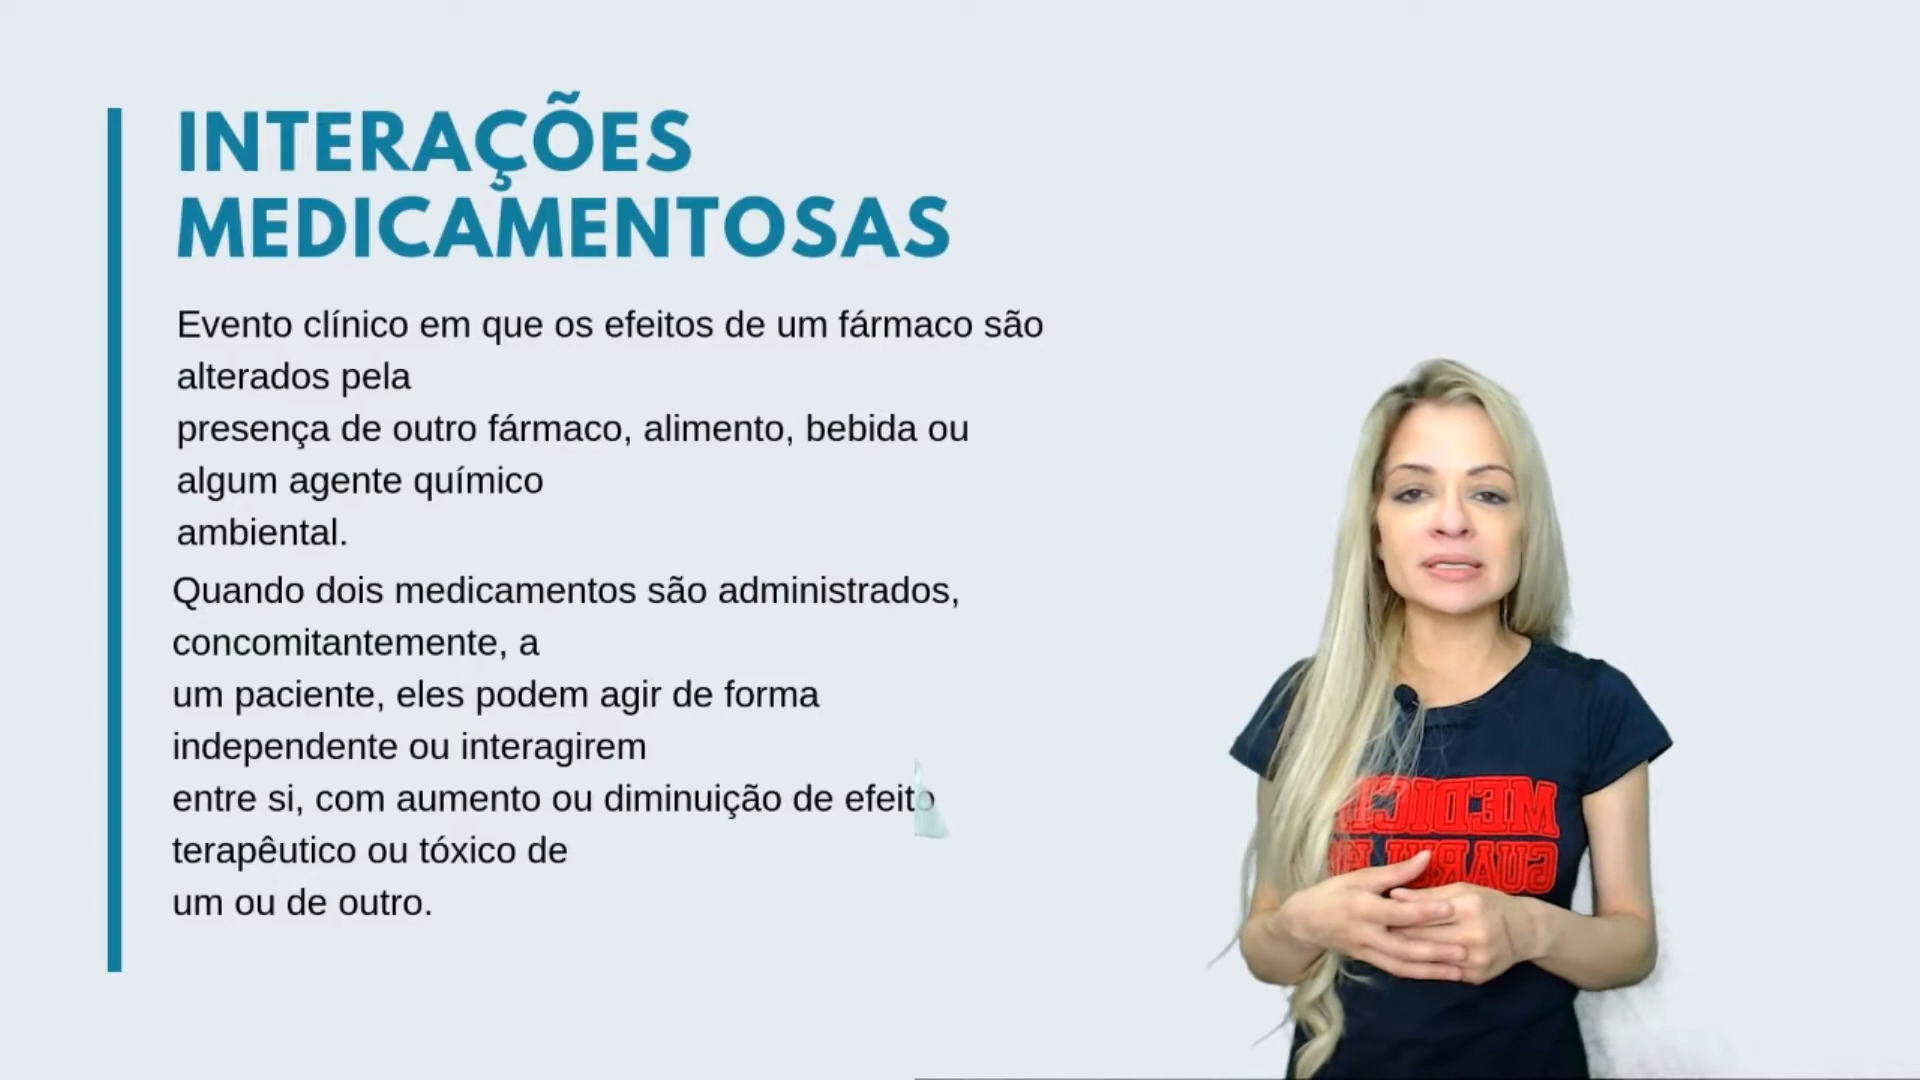 INTERAÇÕES
MEDICAMENTOSAS
Evento clínico em que os efeitos de um fármaco são
alterados pela
presença de outro fármaco, alimento, bebida ou
algum agente químico
ambiental.
Quando dois medicamentos são administrados,
concomitantemente, a
um paciente, eles podem agir de forma
independente ou interagirem
entre si, com aumento ou diminuição de efeito
terapêutico ou tóxico de
um ou de outro.